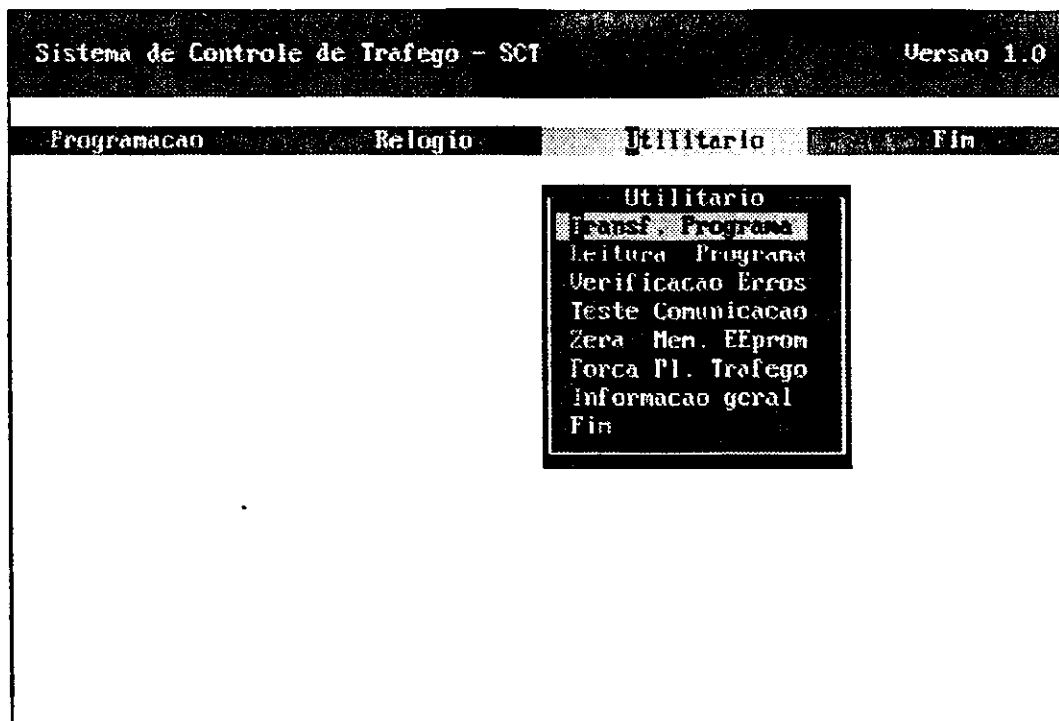 Sistema de Controle de Trafego - SCT Versao 1.0
Programacao Relogio Utilitario Fim
Utilitario
Transf. Programa
Leitura Programa
Verificacao Erros
Teste Comunicacao
Zera Mem. EEprom
Forca Pl. Trafego
Informacao geral
Fim